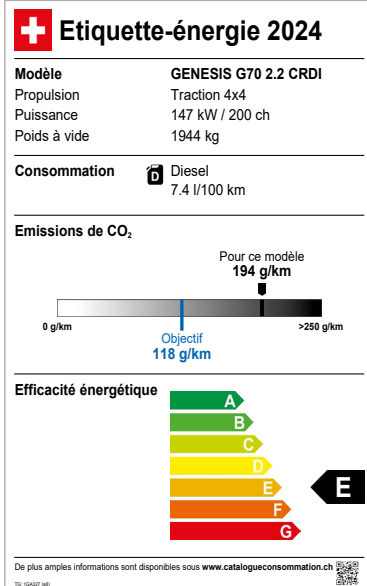 Etiquette-énergie 2024
Modèle GENESIS G70 2.2 CRDI
Propulsion Traction 4x4
Puissance 147 kW / 200 ch
Poids à vide 1944 kg
Consommation D Diesel
7.4 l/100 km
Emissions de CO₂
Pour ce modèle
194 g/km
0 g/km >250 g/km
Objectif
118 g/km
Efficacité énergétique
A
B
C
D
E E
F
G
De plus amples informations sont disponibles sous www.catalogueconsommation.ch